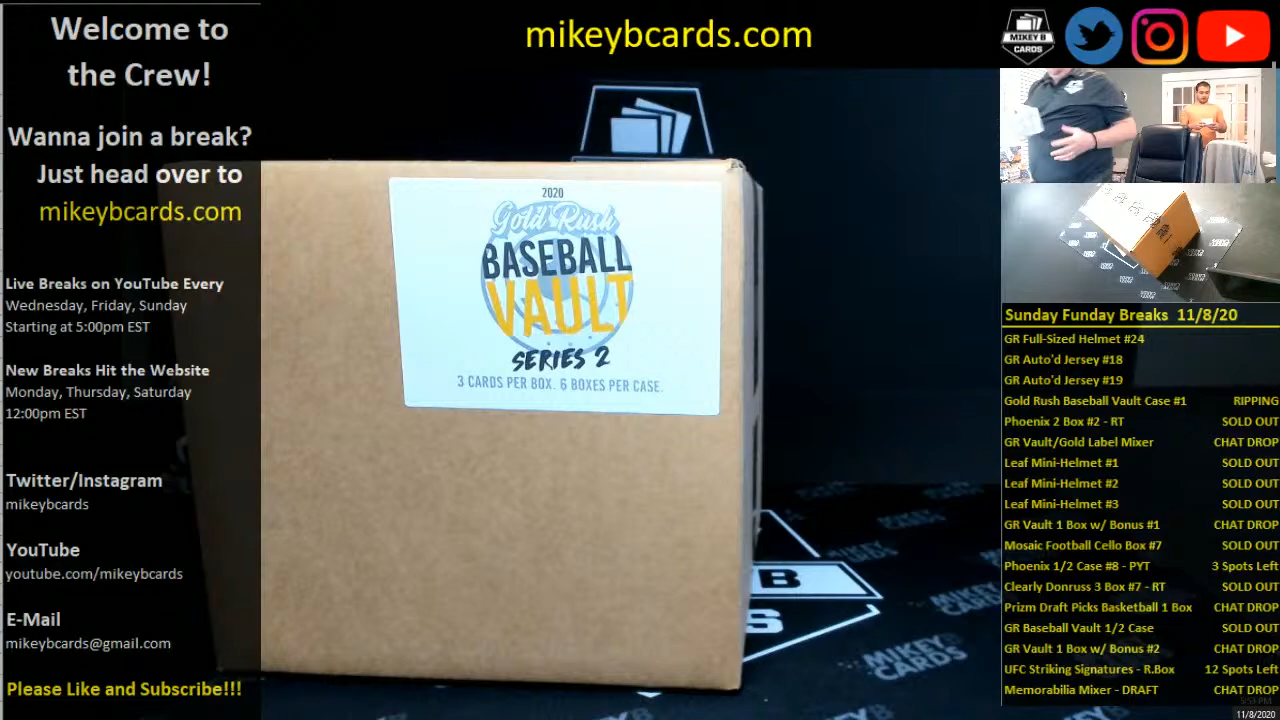 Welcome to
the Crew!
Wanna join a break?
Just head over to
mikeybcards.com
Live Breaks on YouTube Every
Wednesday, Friday, Sunday
Starting at 5:00pm EST
New Breaks Hit the Website
Monday, Thursday, Saturday
12:00pm EST
Twitter/Instagram
mikeybcards
YouTube
youtube.com/mikeybcards
E-Mail
mikeybcards@gmail.com
Please Like and Subscribe!!!
mikeybcards.com
2020
Gold Rush
BASEBALL
VAULT
SERIES 2
3 CARDS PER BOX. 6 BOXES PER CASE.
B
S
MIKEY B
CARDS
MIKEY B
CARDS
Sunday Funday Breaks 11/8/20
GR Full-Sized Helmet #24
GR Auto'd Jersey #18
GR Auto'd Jersey #19
Gold Rush Baseball Vault Case #1 RIPPING
Phoenix 2 Box #2 - RT SOLD OUT
GR Vault/Gold Label Mixer CHAT DROP
Leaf Mini-Helmet #1 SOLD OUT
Leaf Mini-Helmet #2 SOLD OUT
Leaf Mini-Helmet #3 SOLD OUT
GR Vault 1 Box w/ Bonus #1 CHAT DROP
Mosaic Football Cello Box #7 SOLD OUT
Phoenix 1/2 Case #8 - PYT 3 Spots Left
Clearly Donruss 3 Box #7 - RT SOLD OUT
Prizm Draft Picks Basketball 1 Box CHAT DROP
GR Baseball Vault 1/2 Case SOLD OUT
GR Vault 1 Box w/ Bonus #2 CHAT DROP
UFC Striking Signatures - R.Box 12 Spots Left
Memorabilia Mixer - DRAFT CHAT DROP
5:57 PM
11/8/2020